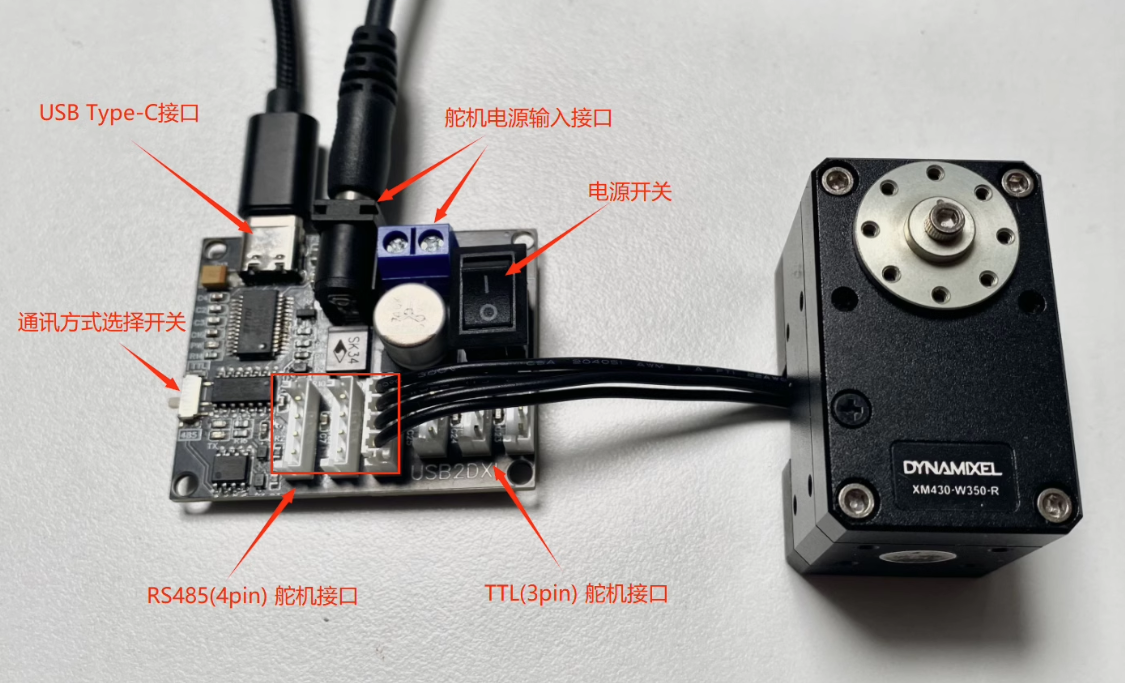 USB Type-C接口
舵机电源输入接口
电源开关
通讯方式选择开关
SK34
485
USB2DX
DYNAMIXEL
XM430-W350-R
RS485(4pin) 舵机接口
TTL(3pin) 舵机接口